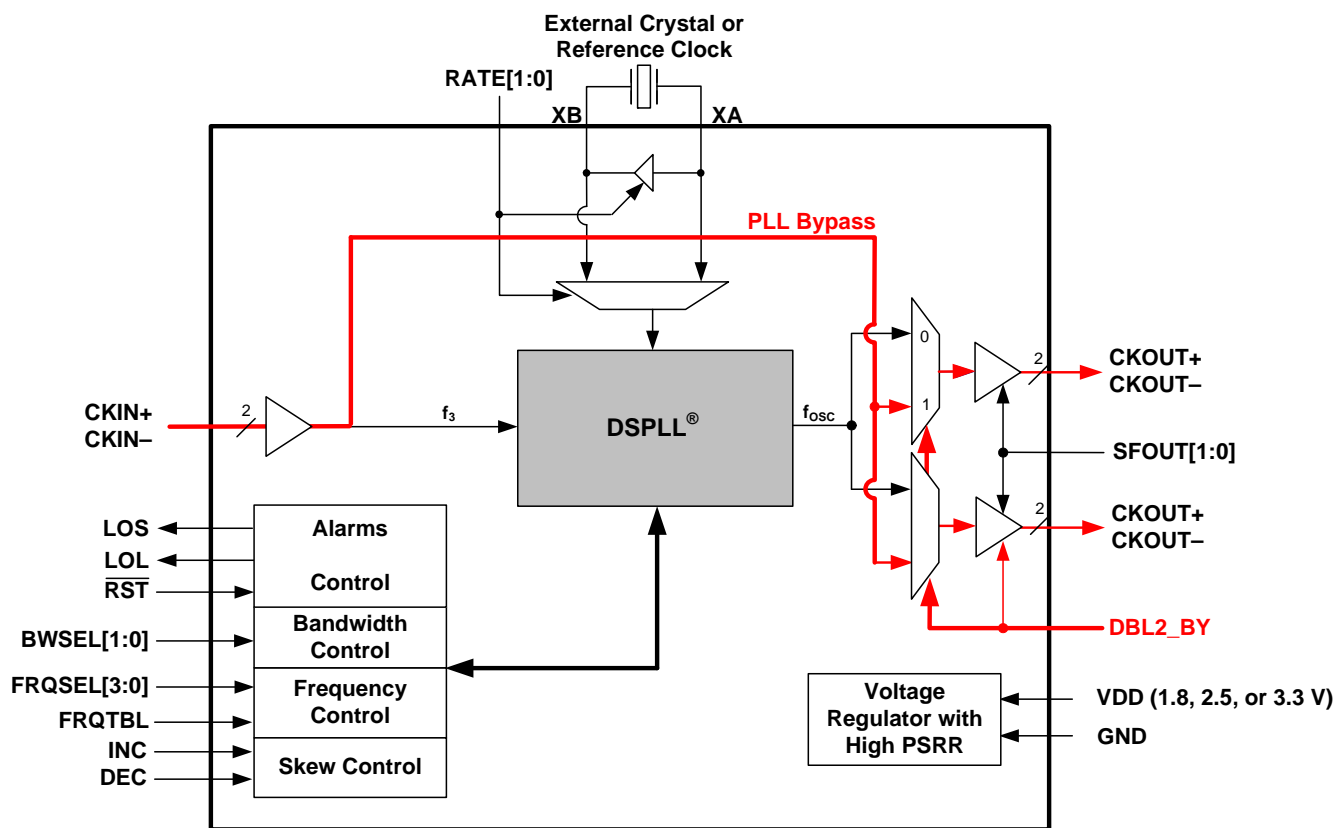 External Crystal or
Reference Clock
RATE[1:0]
XB
XA
PLL Bypass
0
1
2
CKOUT+
CKOUT–
CKIN+
CKIN–
2
f3
DSPLL®
fOSC
SFOUT[1:0]
2
CKOUT+
CKOUT–
LOS
LOL
RST
Alarms
Control
BWSEL[1:0]
Bandwidth
Control
FRQSEL[3:0]
FRQTBL
Frequency
Control
INC
DEC
Skew Control
DBL2_BY
Voltage
Regulator with
High PSRR
VDD (1.8, 2.5, or 3.3 V)
GND